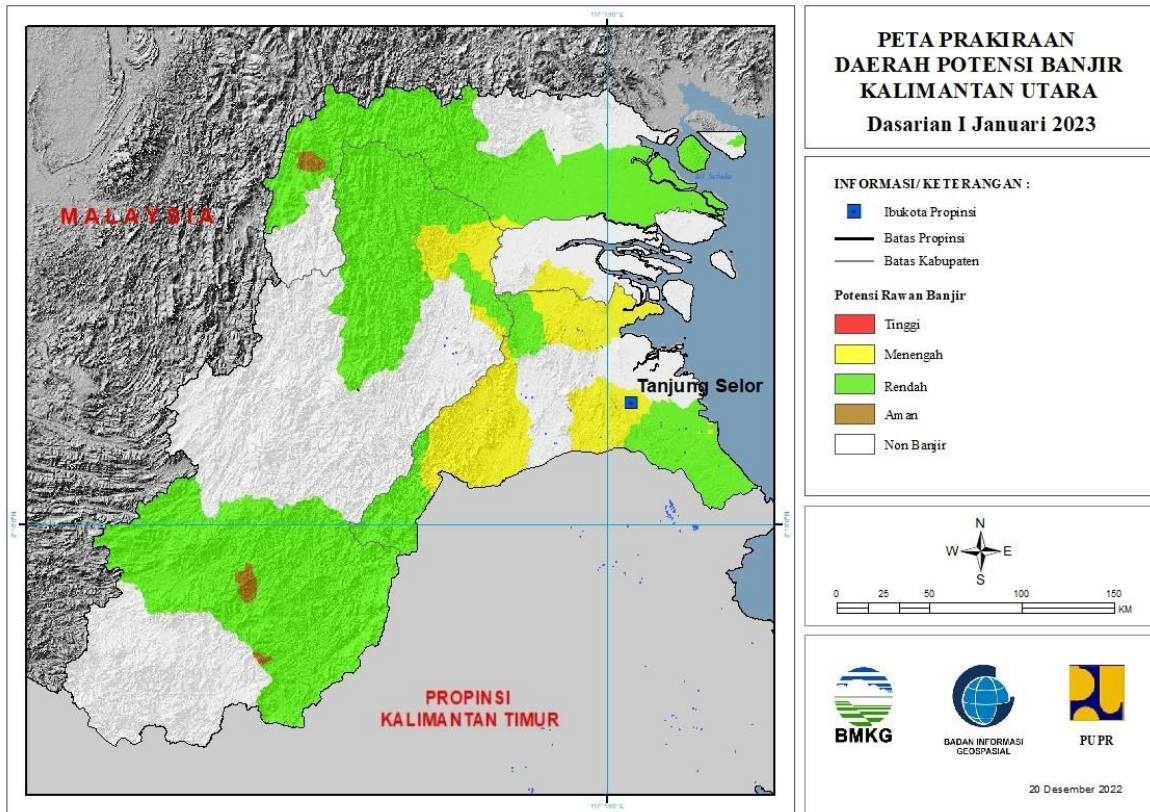 PETA PRAKIRAAN
DAERAH POTENSI BANJIR
KALIMANTAN UTARA
Dasarian I Januari 2023
INFORMASI/KETERANGAN :
Ibukota Propinsi
Batas Propinsi
Batas Kabupaten
Potensi Rawan Banjir
Tinggi
Menengah
Rendah
Aman
Non Banjir
N
W E
S
0 25 50 100 150
KM
BMKG
BADAN INFORMASI
GEOSPASIAL
PUPR
20 Desember 2022
MALAYSIA
Tanjung Selor
PROPINSI
KALIMANTAN TIMUR